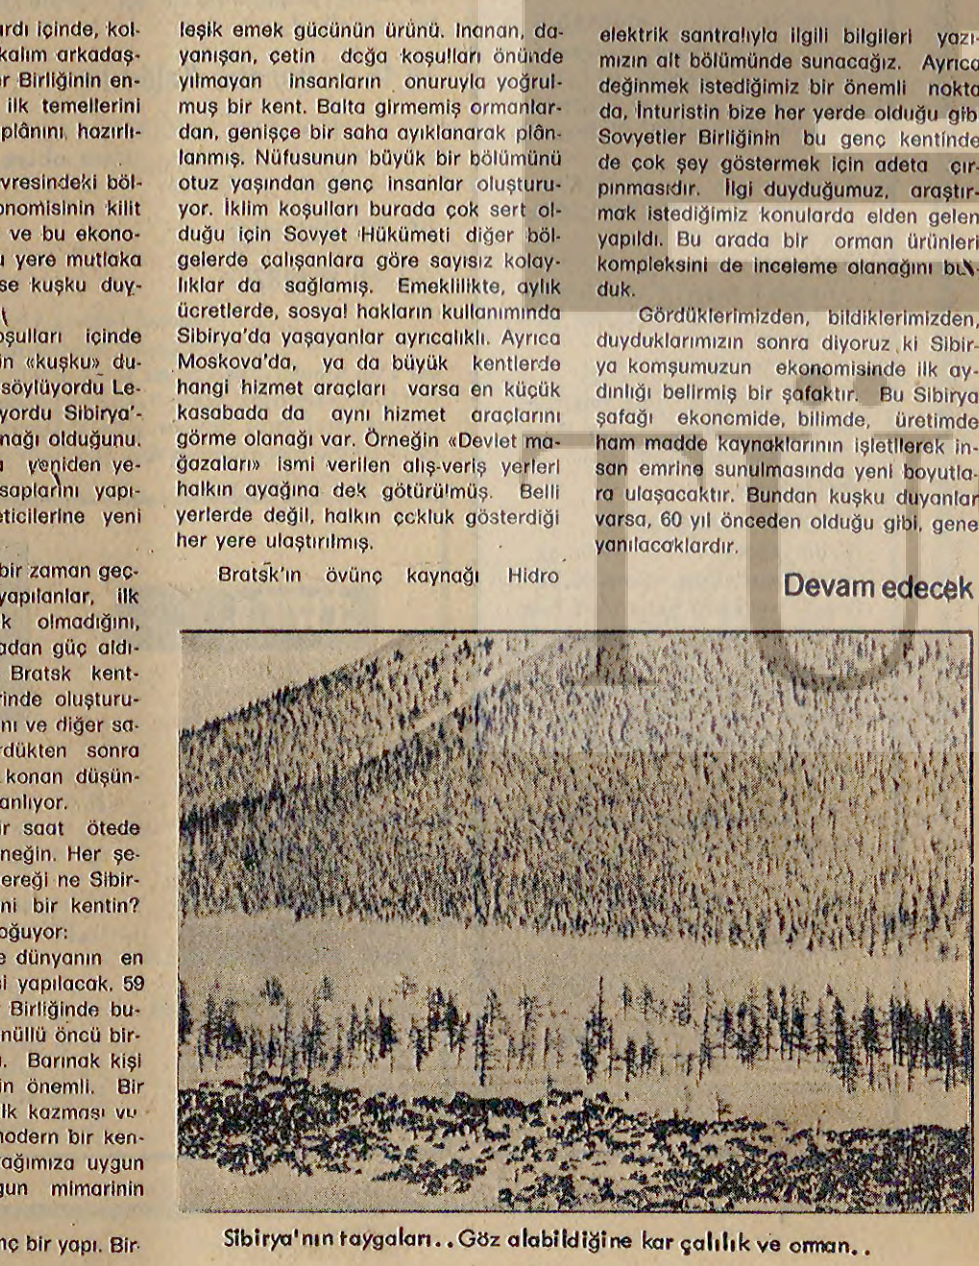 rdı içinde, kol-
kalım arkadaş-
r Birliğinin en-
ilk temellerini
plânını hazırlı-
vresindeki böl-
onomisinin kilit
ve bu ekono-
u yere mutlaka
se kuşku duy-
oşulları içinde
in «kuşku» du-
söylüyordu Le-
yordu Sibirya'-
nağı olduğunu.
yeniden ye-
saplarını yapı-
eticilerine yeni
bir zaman geç-
yapılanlar, ilk
k olmadığını,
adan güç aldı-
Bratsk kent-
rinde oluşturu-
nı ve diğer sa-
rdükten sonra
konan düşün-
anlıyor.
ir saat ötede
neğin. Her şe-
ereği ne Sibir-
ni bir kentin?
oğuyor:
e dünyanın en
i yapılacak. 59
Birliğinde bu-
nüllü öncü bir-
. Barınak kişi
in önemli. Bir
lk kazması ve
modern bir ken-
ağımıza uygun
gun mimarinin
nç bir yapı. Bir-
leşik emek gücünün ürünü. Inanan, da-
yanışan, çetin doğa koşulları önünde
yılmayan insanların onuruyla yoğrul-
muş bir kent. Balta girmemiş ormanlar-
dan, genişçe bir saha ayıklanarak plân-
lanmış. Nüfusunun büyük bir bölümünü
otuz yaşından genç insanlar oluşturu-
yor. İklim koşulları burada çok sert ol-
duğu için Sovyet Hükümeti diğer böl-
gelerde çalışanlara göre sayısız kolay-
lıklar da sağlamış. Emeklilikte, aylık
ücretlerde, sosyal hakların kullanımında
Sibirya'da yaşayanlar ayrıcalıklı. Ayrıca
Moskova'da, ya da büyük kentlerde
hangi hizmet araçları varsa en küçük
kasabada da aynı hizmet araçlarını
görme olanağı var. Örneğin «Devlet ma-
ğazaları» ismi verilen alış-veriş yerleri
halkın ayağına dek götürülmüş. Belli
yerlerde değil, halkın çokluk gösterdiği
her yere ulaştırılmış.
Bratsk'ın övünç kaynağı Hidro
elektrik santralıyla ilgili bilgileri yazı-
mızın alt bölümünde sunacağız. Ayrıca
değinmek istediğimiz bir önemli nokta
da, İnturistin bize her yerde olduğu gib
Sovyetler Birliğinin bu genç kentinde
de çok şey göstermek için adeta çır-
pınmasıdır. İlgi duyduğumuz, araştır-
mak istediğimiz konularda elden gelen
yapıldı. Bu arada bir orman ürünleri
kompleksini de inceleme olanağını bul-
duk.
Gördüklerimizden, bildiklerimizden,
duyduklarımızın sonra diyoruz ki Sibir-
ya komşumuzun ekonomisinde ilk ay-
dınlığı belirmiş bir şafaktır. Bu Sibirya
şafağı ekonomide, bilimde, üretimde
ham madde kaynaklarının işletilerek in-
san emrine sunulmasında yeni boyutla-
ra ulaşacaktır. Bundan kuşku duyanlar
varsa, 60 yıl önceden olduğu gibi, gene
yanılacaklardır.
Devam edecek
Sibirya'nın taygaları.. Göz alabildiğine kar çalılık ve orman..